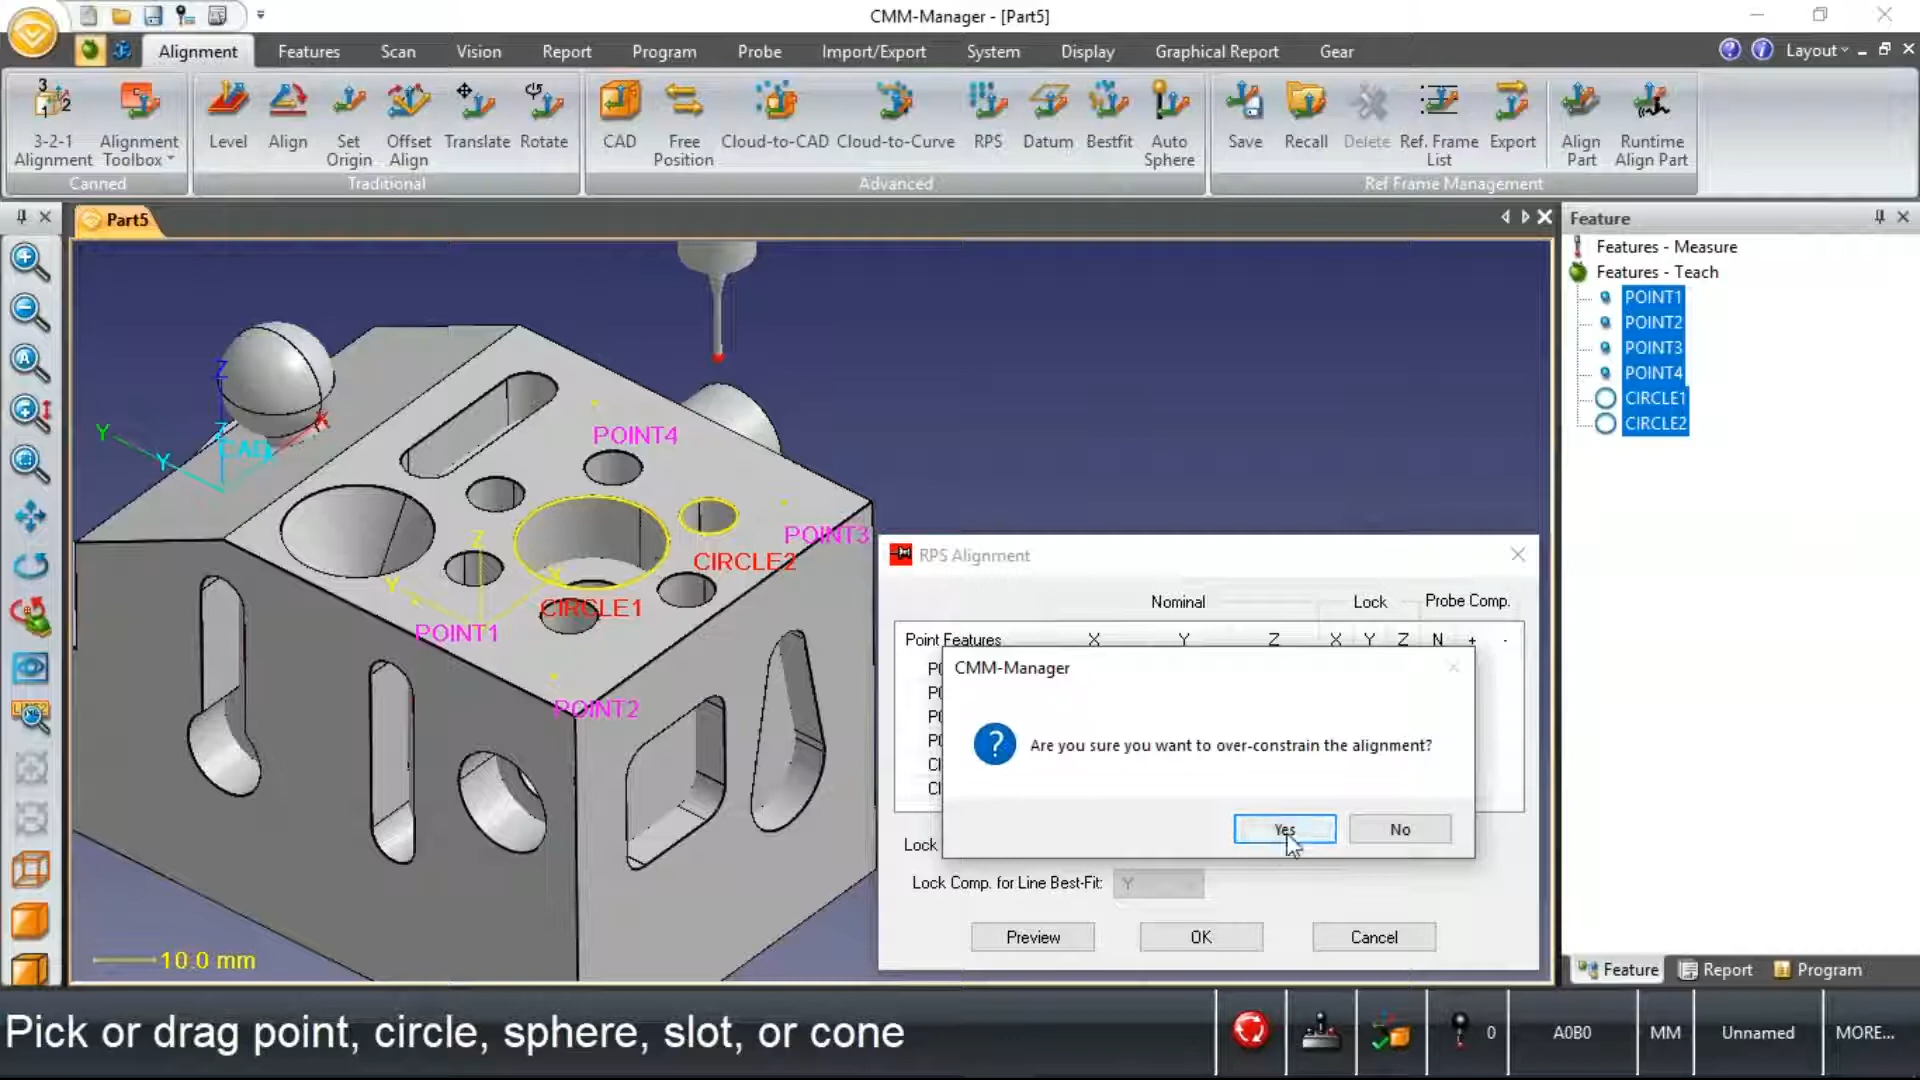 CMM-Manager - [Part5]
Alignment Features Scan Vision Report Program Probe Import/Export System Display Graphical Report Gear
Layout
3-2-1 Alignment
Alignment Toolbox
Level
Align
Set Origin
Offset Align
Translate
Rotate
CAD
Free Position
Cloud-to-CAD
Cloud-to-Curve
RPS
Datum
Bestfit
Auto Sphere
Save
Recall
Delete
Ref. Frame List
Export
Align Part
Runtime Align Part
Canned
Traditional
Advanced
Ref Frame Management
Part5
Feature
Features - Measure
Features - Teach
POINT1
POINT2
POINT3
POINT4
CIRCLE1
CIRCLE2
Z
X
Y
Z
Y
CAD
POINT4
POINT3
CIRCLE2
Z
Y
X
CIRCLE1
POINT1
POINT2
10.0 mm
RPS Alignment
Nominal Lock Probe Comp.
Point Features X Y Z X Y Z N + -
CMM-Manager
Are you sure you want to over-constrain the alignment?
Yes No
Lock
Lock Comp. for Line Best-Fit: Y
Preview OK Cancel
Feature Report Program
Pick or drag point, circle, sphere, slot, or cone
0
A0B0
MM
Unnamed
MORE...